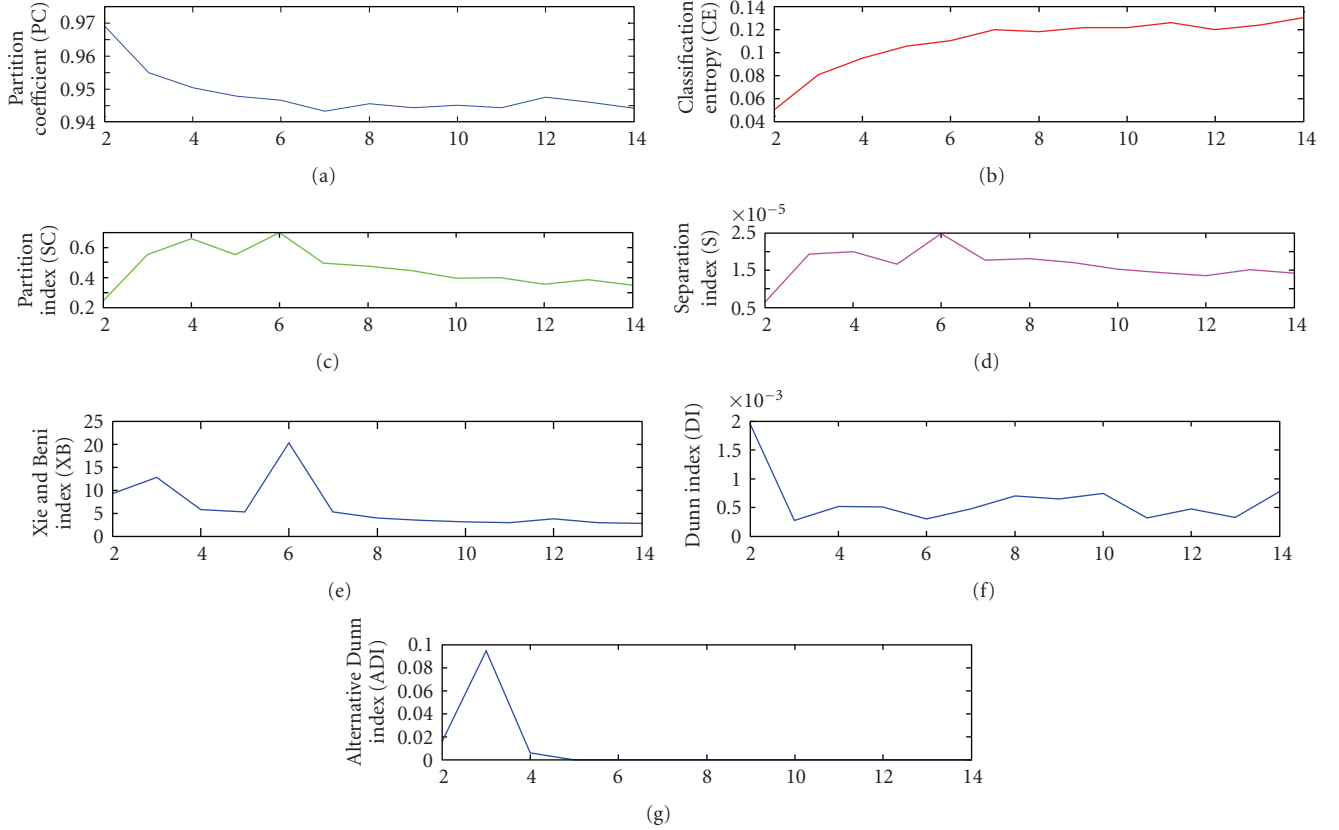 Partition
coefficient (PC)
0.97
0.96
0.95
0.94
2 4 6 8 10 12 14
(a)
Classification
entropy (CE)
0.14
0.12
0.1
0.08
0.06
0.04
2 4 6 8 10 12 14
(b)
Partition
index (SC)
0.6
0.4
0.2
2 4 6 8 10 12 14
(c)
Separation
index (S)
×10−5
2.5
1.5
0.5
2 4 6 8 10 12 14
(d)
Xie and Beni
index (XB)
25
20
15
10
5
0
2 4 6 8 10 12 14
(e)
Dunn index (DI)
×10−3
2
1.5
1
0.5
0
2 4 6 8 10 12 14
(f)
Alternative Dunn
index (ADI)
0.1
0.08
0.06
0.04
0.02
0
2 4 6 8 10 12 14
(g)